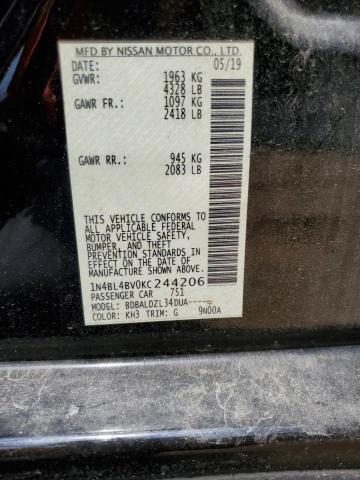 MFD BY NISSAN MOTOR CO., LTD.
DATE: 05/19
GVWR: 1963 KG
4328 LB
GAWR FR.: 1097 KG
2418 LB
GAWR RR: 945 KG
2083 LB
THIS VEHICLE CONFORMS TO
ALL APPLICABLE FEDERAL
MOTOR VEHICLE SAFETY,
BUMPER, AND THEFT
PREVENTION STANDARDS IN
EFFECT ON THE DATE OF
MANUFACTURE SHOWN ABOVE.
1N4BL4BV0KC244206
PASSENGER CAR 751
MODEL: BDBALDZL34DUA-----
COLOR: KH3 TRIM: G 9N00A